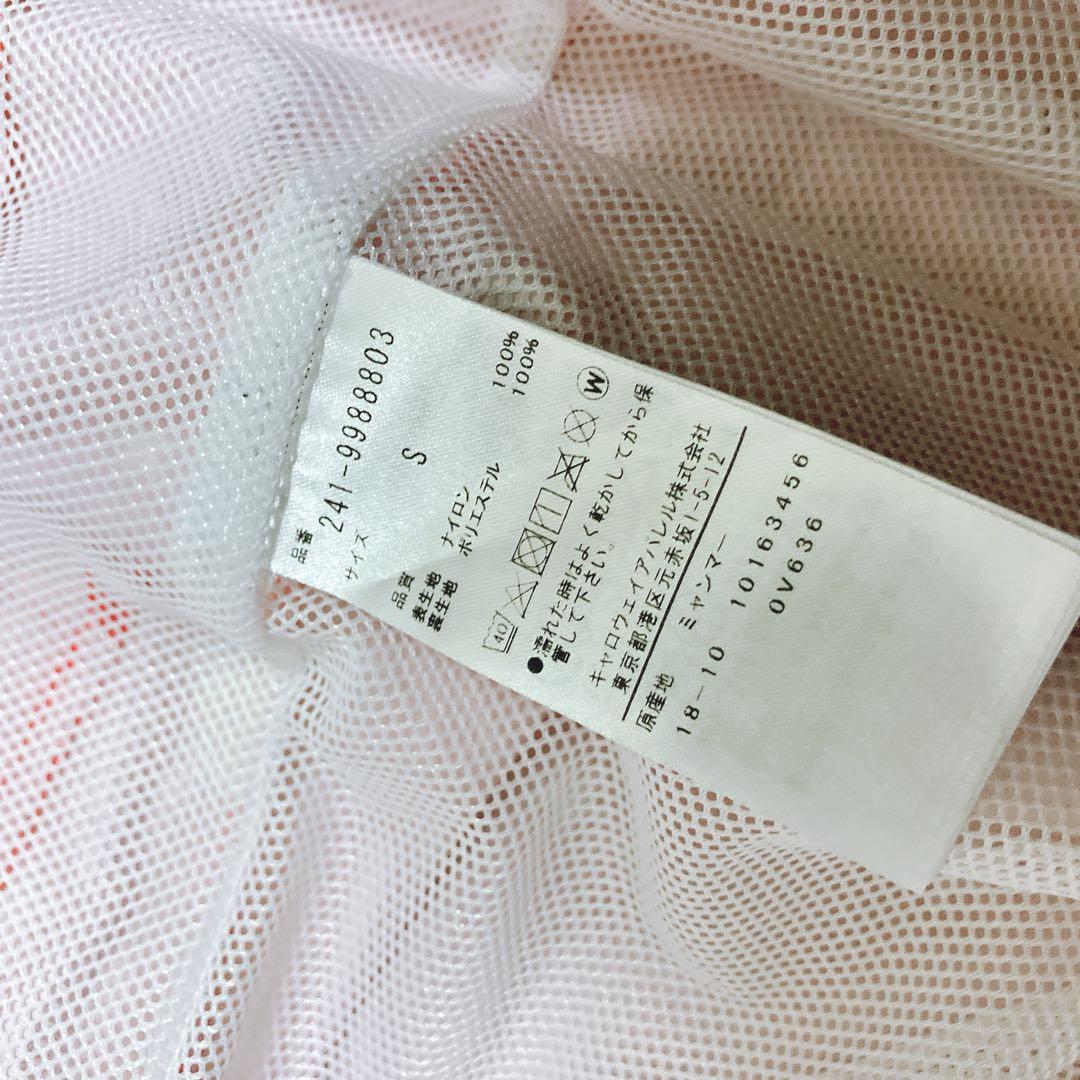 品番
241-9988803
サイズ S
品質
表生地 ナイロン 100%
裏生地 ポリエステル 100%
40 W
●濡れた時はよく乾かしてから保
管して下さい。
キャロウェイアパレル株式会社
東京都港区元赤坂1-5-12
原産地 ミャンマー
18-10 10163456
0V636